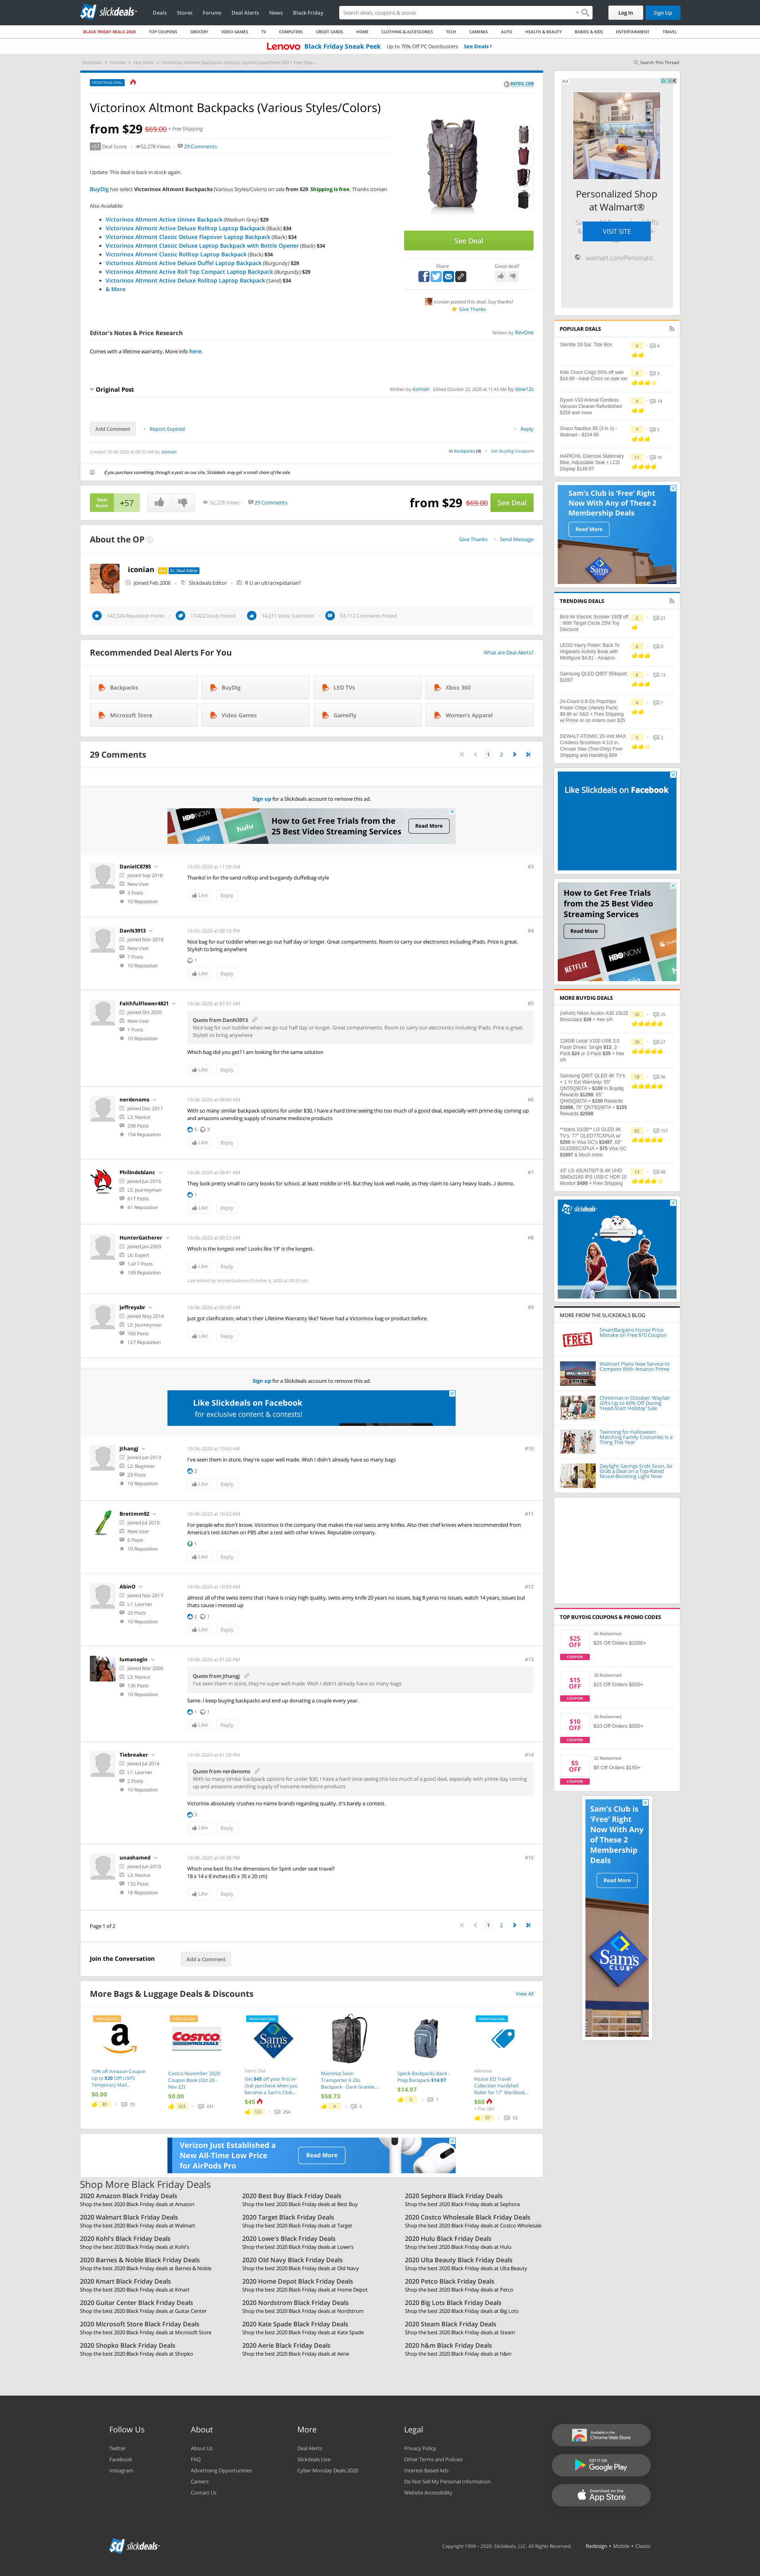 slickdeals
Deals
Stores
Forums
Deal Alerts
News
Black Friday
Search deals, coupons & stores
Log In
Sign Up
BLACK FRIDAY DEALS 2020
TOP COUPONS
GROCERY
VIDEO GAMES
TV
COMPUTERS
CREDIT CARDS
HOME
CLOTHING & ACCESSORIES
TECH
CAMERAS
AUTO
HEALTH & BEAUTY
BABIES & KIDS
ENTERTAINMENT
TRAVEL
Lenovo Black Friday Sneak Peek Up to 70% Off PC Doorbusters See Deals
Slickdeals > Forums > Hot Deals > Victorinox Altmont Backpacks (Various Styles/Colors) from $29 + Free Ship...
Search This Thread
FRONTPAGE DEAL
BUYDIG.COM
Victorinox Altmont Backpacks (Various Styles/Colors)
from $29 $69.00 + Free Shipping
+57 Deal Score
52,278 Views
29 Comments
Update: This deal is back in stock again.
BuyDig has select Victorinox Altmont Backpacks (Various Styles/Colors) on sale from $29. Shipping is free. Thanks iconian
Also Available:
Victorinox Altmont Active Unisex Backpack (Medium Grey) $29
Victorinox Altmont Active Deluxe Rolltop Laptop Backpack (Black) $34
Victorinox Altmont Classic Deluxe Flapover Laptop Backpack (Black) $34
Victorinox Altmont Classic Deluxe Laptop Backpack with Bottle Opener (Black) $34
Victorinox Altmont Classic Rolltop Laptop Backpack (Black) $34
Victorinox Altmont Active Deluxe Duffel Laptop Backpack (Burgundy) $29
Victorinox Altmont Active Roll Top Compact Laptop Backpack (Burgundy) $29
Victorinox Altmont Active Deluxe Rolltop Laptop Backpack (Sand) $34
& More
See Deal
Share
Good deal?
iconian posted this deal. Say thanks!
Give Thanks
Editor's Notes & Price Research
Written by RevOne
Comes with a lifetime warranty. More info here.
Original Post
Written by iconian Edited October 22, 2020 at 11:43 AM by slow12s
Add Comment
Report Expired
Reply
Created 10-05-2020 at 09:33 AM by iconian
in Backpacks (4)
Get BuyDig Coupons
If you purchase something through a post on our site, Slickdeals may get a small share of the sale.
Deal Score +57
52,278 Views
29 Comments
from $29 $69.00 See Deal
About the OP
Give Thanks
Send Message
iconian Pro Sr. Deal Editor
Joined Feb 2006
Slickdeals Editor
R U an ultracrepidarian?
142,324 Reputation Points
17,422 Deals Posted
14,211 Votes Submitted
63,112 Comments Posted
Recommended Deal Alerts For You
What are Deal Alerts?
Backpacks
BuyDig
LED TVs
Xbox 360
Microsoft Store
Video Games
GameFly
Women's Apparel
29 Comments
1 2
Sign up for a Slickdeals account to remove this ad.
HBO NOW
sling
hulu
How to Get Free Trials from the 25 Best Video Streaming Services
Read More
DanielC8785
Joined Sep 2018
New User
3 Posts
10 Reputation
10-05-2020 at 11:59 AM
#3
Thanks! In for the sand rolltop and burgandy duffelbag-style
Like
Reply
DanN3913
Joined Mar 2018
New User
7 Posts
10 Reputation
10-05-2020 at 08:10 PM
#4
Nice bag for our toddler when we go out half day or longer. Great compartments. Room to carry our electronics including iPads. Price is great.
Stylish to bring anywhere
1
Like
Reply
FaithfulFlower4821
Joined Oct 2020
New User
1 Posts
10 Reputation
10-06-2020 at 07:47 AM
#5
Quote from DanN3913
Nice bag for our toddler when we go out half day or longer. Great compartments. Room to carry our electronics including iPads. Price is great.
Stylish to bring anywhere
Which bag did you get? I am looking for the same solution
Like
Reply
nerdenoms
Joined Dec 2011
L3: Novice
298 Posts
154 Reputation
10-06-2020 at 08:00 AM
#6
With so many similar backpack options for under $30, I have a hard time seeing this too much of a good deal, especially with prime day coming up
and amazons unending supply of noname mediocre products
5 3
Like
Reply
PhilIndeblanc
Joined Jun 2016
L5: Journeyman
617 Posts
41 Reputation
10-06-2020 at 08:41 AM
#7
They look pretty small to carry books for school, at least middle or HS. But they look well made, as they claim to carry heavy loads...I donno.
1
Like
Reply
HunterGatherer
Joined Jan 2009
L6: Expert
1,417 Posts
199 Reputation
10-06-2020 at 09:23 AM
#8
Which is the longest one? Looks like 19" is the longest.
Like
Reply
Last edited by HunterGatherer October 6, 2020 at 09:25 AM.
jeffreyabr
Joined May 2014
L5: Journeyman
760 Posts
127 Reputation
10-06-2020 at 09:30 AM
#9
Just got clarification, what's their Lifetime Warranty like? Never had a Victorinox bag or product before.
Like
Reply
Sign up for a Slickdeals account to remove this ad.
Like Slickdeals on Facebook
for exclusive content & contests!
jthangj
Joined Jun 2013
L2: Beginner
29 Posts
10 Reputation
10-06-2020 at 10:43 AM
#10
I've seen them in store, they're super well made. Wish I didn't already have so many bags
2
Like
Reply
Brettmm92
Joined Jul 2019
New User
5 Posts
10 Reputation
10-06-2020 at 10:52 AM
#11
For people who don't know. Victorinox is the company that makes the real swiss army knifes. Also their chef knives where recommended from
America's test kitchen on PBS after a test with other knives. Reputable company.
1
Like
Reply
AbinO
Joined Nov 2017
L1: Learner
20 Posts
10 Reputation
10-06-2020 at 10:59 AM
#12
almost all of the swiss items that i have is crazy high quality, swiss army knife 20 years no issues, bag 8 yeras no issues, watch 14 years, issues but
thats cause i messed up
2 1
Like
Reply
lumanogin
Joined Mar 2006
L3: Novice
136 Posts
10 Reputation
10-06-2020 at 01:26 PM
#13
Quote from jthangj
I've seen them in store, they're super well made. Wish I didn't already have so many bags
Same. I keep buying backpacks and end up donating a couple every year.
1 1
Like
Reply
Tiebreaker
Joined Jul 2014
L1: Learner
2 Posts
10 Reputation
10-06-2020 at 01:29 PM
#14
Quote from nerdenoms
With so many similar backpack options for under $30, I have a hard time seeing this too much of a good deal, especially with prime day coming
up and amazons unending supply of noname mediocre products
Victorinix absolutely crushes no-name brands regarding quality. It's barely a contest.
3
Like
Reply
unashamed
Joined Jun 2010
L3: Novice
132 Posts
18 Reputation
10-06-2020 at 04:38 PM
#15
Which one best fits the dimensions for Spirit under seat travel?
18 x 14 x 8 inches (45 x 35 x 20 cm)
Like
Reply
Page 1 of 2
1 2
Join the Conversation
Add a Comment
More Bags & Luggage Deals & Discounts
View All
10% off Amazon Coupon Up to $20 Off! USPS Temporary Mail...
$0.00
81 73
COSTCO WHOLESALE
Costco November 2020 Coupon Book (Oct 28 - Nov 22)
$0.00
323 231
FRONTPAGE DEAL
Sam's CLUB
Sam's Club
Get $45 off your first in-club purchase when you become a Sam's Club...
$45
131 254
Mammut Seon Transporter X 26L Backpack - Dark Granite...
$58.73
Speck Backpacks Back - Prep Backpack $14.97
$14.97
FRONTPAGE DEAL
Adorama
Incase EO Travel Collection Hardshell Roller for 17" MacBook...
$60
+ Free S&H
57 53
Verizon Just Established a New All-Time Low Price for AirPods Pro
Read More
Ad
Personalized Shop at Walmart®
VISIT SITE
walmart.com/Personaliz...
POPULAR DEALS
Sterilite 18 Gal. Tote Box
Kids Crocs Clogs 50% off sale $14.99 - Adult Crocs on sale too
Dyson V10 Animal Cordless Vacuum Cleaner Refurbished $259 and more
Graco Nautilus 65 (3 in 1) - Walmart - $104.99
HAPICHIL Exercise Stationary Bike, Adjustable Seat + LCD Display $149.97
Sam's Club is 'Free' Right Now With Any of These 2 Membership Deals
Read More
Sam's
TRENDING DEALS
Bird Air Electric Scooter 150$ off : With Target Circle 25% Toy Discount
LEGO Harry Potter: Back To Hogwarts Activity Book with Minifigure $4.81 - Amazon
Samsung QLED Q80T 55&quot; $1097
24-Count 0.8-Oz Popchips Potato Chips (Variety Pack) $9.86 w/ S&S + Free Shipping w/ Prime or on orders over $25
DEWALT ATOMIC 20-Volt MAX Cordless Brushless 4-1/2 in. Circular Saw (Tool-Only) Free Shipping and Handling $99
Like Slickdeals on Facebook
How to Get Free Trials from the 25 Best Video Streaming Services
Read More
NETFLIX
HBO NOW
MORE BUYDIG DEALS
(refurb) Nikon Aculon A30 10x25 Binoculars $39 + free s/h
128GB Lexar V100 USB 3.0 Flash Drives: Single $13, 2-Pack $24 or 3-Pack $35 + free s/h
Samsung Q90T QLED 4K TV's + 1 Yr Ext Warranty: 55" QN55Q90TA + $100 in Buydig Rewards $1298, 65" QN65Q90TA + $150 Rewards $1898, 75" QN75Q90TA + $155 Rewards $2598
**starts 10/28** LG OLED 4K TV's: 77" OLED77CXPUA w/ $200 in Visa GC's $3497, 65" OLED65CXPUA + $75 Visa GC $1997 & Much more
43" LG 43UN700T-B 4K UHD 3840x2160 IPS USB-C HDR 10 Monitor $499 + Free Shipping
slickdeals
MORE FROM THE SLICKDEALS BLOG
FREE
SmartBargains Honor Price Mistake on Free $10 Coupon
WALMART
Walmart Plans New Service to Compete With Amazon Prime
Christmas in October: Wayfair Gifts Up to 60% Off During 'Head-Start Holiday' Sale
Twinning for Halloween: Matching Family Costumes Is a Thing This Year
Daylight Savings Ends Soon, So Grab a Deal on a Top-Rated Mood-Boosting Light Now
TOP BUYDIG COUPONS & PROMO CODES
$25 OFF COUPON
46 Redeemed
$25 Off Orders $1000+
$15 OFF COUPON
38 Redeemed
$15 Off Orders $500+
$10 OFF COUPON
36 Redeemed
$10 Off Orders $300+
$5 OFF COUPON
32 Redeemed
$5 Off Orders $150+
Sam's Club is 'Free' Right Now With Any of These 2 Membership Deals
Read More
Sam's CLUB
Shop More Black Friday Deals
2020 Amazon Black Friday Deals
Shop the best 2020 Black Friday deals at Amazon
2020 Best Buy Black Friday Deals
Shop the best 2020 Black Friday deals at Best Buy
2020 Sephora Black Friday Deals
Shop the best 2020 Black Friday deals at Sephora
2020 Walmart Black Friday Deals
Shop the best 2020 Black Friday deals at Walmart
2020 Target Black Friday Deals
Shop the best 2020 Black Friday deals at Target
2020 Costco Wholesale Black Friday Deals
Shop the best 2020 Black Friday deals at Costco Wholesale
2020 Kohl's Black Friday Deals
Shop the best 2020 Black Friday deals at Kohl's
2020 Lowe's Black Friday Deals
Shop the best 2020 Black Friday deals at Lowe's
2020 Hulu Black Friday Deals
Shop the best 2020 Black Friday deals at Hulu
2020 Barnes & Noble Black Friday Deals
Shop the best 2020 Black Friday deals at Barnes & Noble
2020 Old Navy Black Friday Deals
Shop the best 2020 Black Friday deals at Old Navy
2020 Ulta Beauty Black Friday Deals
Shop the best 2020 Black Friday deals at Ulta Beauty
2020 Kmart Black Friday Deals
Shop the best 2020 Black Friday deals at Kmart
2020 Home Depot Black Friday Deals
Shop the best 2020 Black Friday deals at Home Depot
2020 Petco Black Friday Deals
Shop the best 2020 Black Friday deals at Petco
2020 Guitar Center Black Friday Deals
Shop the best 2020 Black Friday deals at Guitar Center
2020 Nordstrom Black Friday Deals
Shop the best 2020 Black Friday deals at Nordstrom
2020 Big Lots Black Friday Deals
Shop the best 2020 Black Friday deals at Big Lots
2020 Microsoft Store Black Friday Deals
Shop the best 2020 Black Friday deals at Microsoft Store
2020 Kate Spade Black Friday Deals
Shop the best 2020 Black Friday deals at Kate Spade
2020 Steam Black Friday Deals
Shop the best 2020 Black Friday deals at Steam
2020 Shopko Black Friday Deals
Shop the best 2020 Black Friday deals at Shopko
2020 Aerie Black Friday Deals
Shop the best 2020 Black Friday deals at Aerie
2020 h&m Black Friday Deals
Shop the best 2020 Black Friday deals at h&m
Follow Us
Twitter
Facebook
Instagram
About
About Us
FAQ
Advertising Opportunities
Careers
Contact Us
More
Deal Alerts
Slickdeals Live
Cyber Monday Deals 2020
Legal
Privacy Policy
Other Terms and Policies
Interest-Based Ads
Do Not Sell My Personal Information
Website Accessibility
Available in the Chrome Web Store
GET IT ON Google Play
Download on the App Store
slickdeals
Copyright 1999 - 2020. Slickdeals, LLC. All Rights Reserved.
Redesign • Mobile • Classic